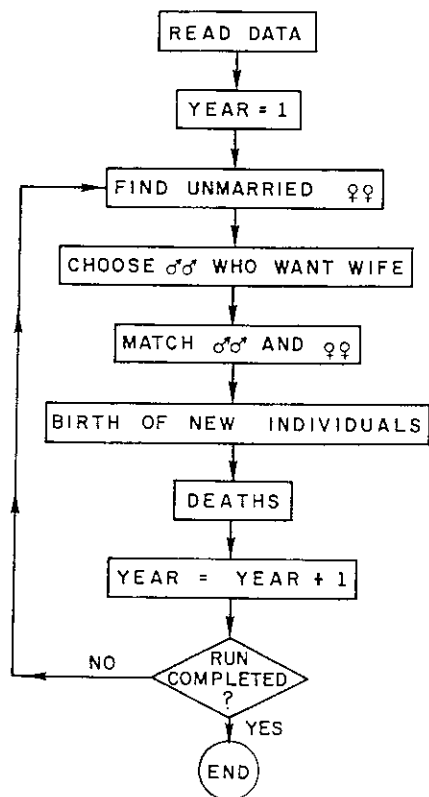 READ DATA
YEAR = 1
FIND UNMARRIED ♀♀
CHOOSE ♂♂ WHO WANT WIFE
MATCH ♂♂ AND ♀♀
BIRTH OF NEW INDIVIDUALS
DEATHS
YEAR = YEAR + 1
RUN
COMPLETED
?
NO
YES
END